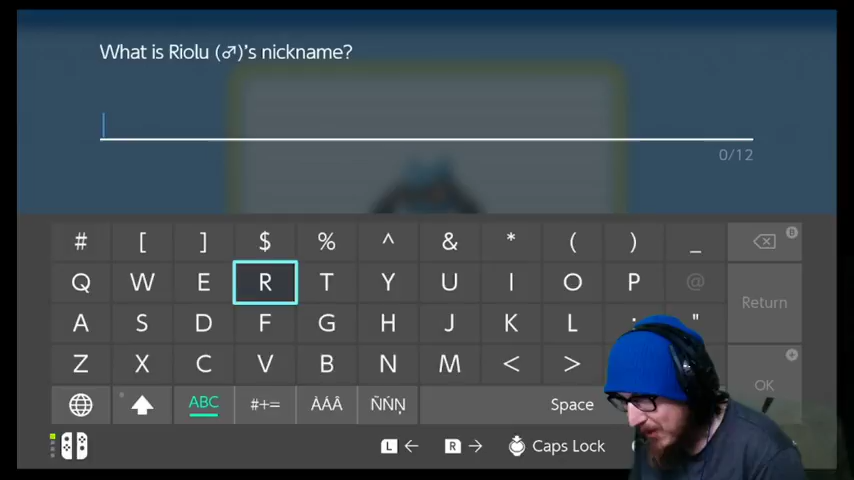 What is Riolu (♂)'s nickname?
0/12
# [ ] $ % ^ & * ( ) _
B
Q W E R T Y U I O P @
Return
A S D F G H J K L "
Z X C V B N M < >
OK
ABC #+= ÀÁÂ ÑŃŅ Space
L ← R → Caps Lock